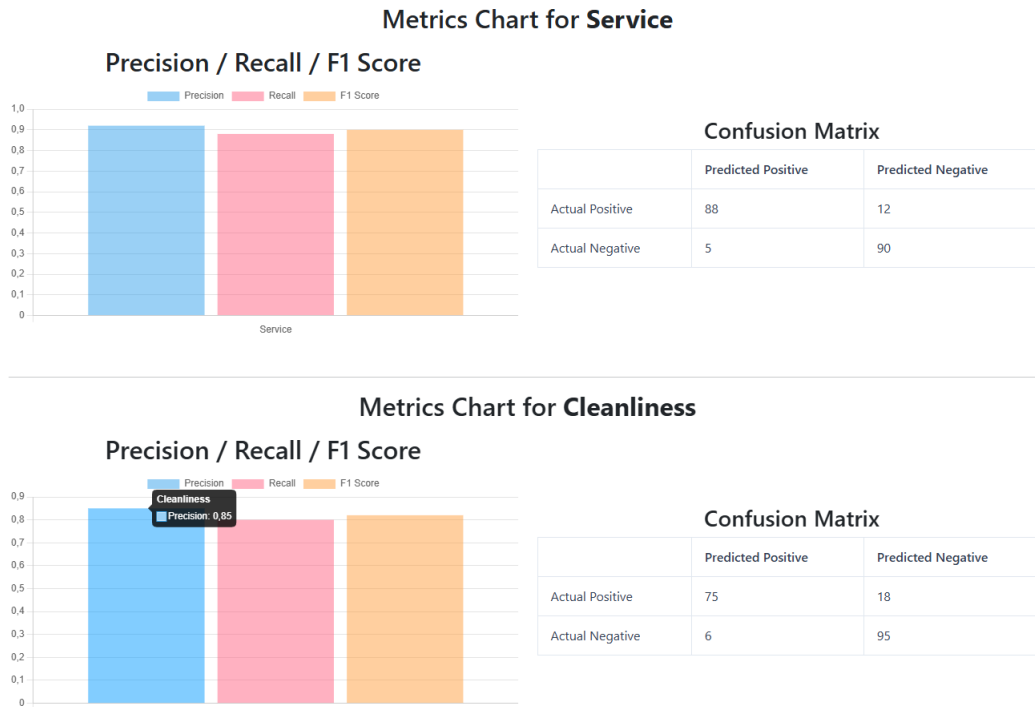 Metrics Chart for Service
Precision / Recall / F1 Score
Precision Recall F1 Score
1,0
0,9
0,8
0,7
0,6
0,5
0,4
0,3
0,2
0,1
0
Service
Confusion Matrix
Predicted Positive Predicted Negative
Actual Positive 88 12
Actual Negative 5 90
Metrics Chart for Cleanliness
Precision / Recall / F1 Score
Precision Recall F1 Score
Cleanliness
Precision: 0,85
0,9
0,8
0,7
0,6
0,5
0,4
0,3
0,2
0,1
0
Confusion Matrix
Predicted Positive Predicted Negative
Actual Positive 75 18
Actual Negative 6 95